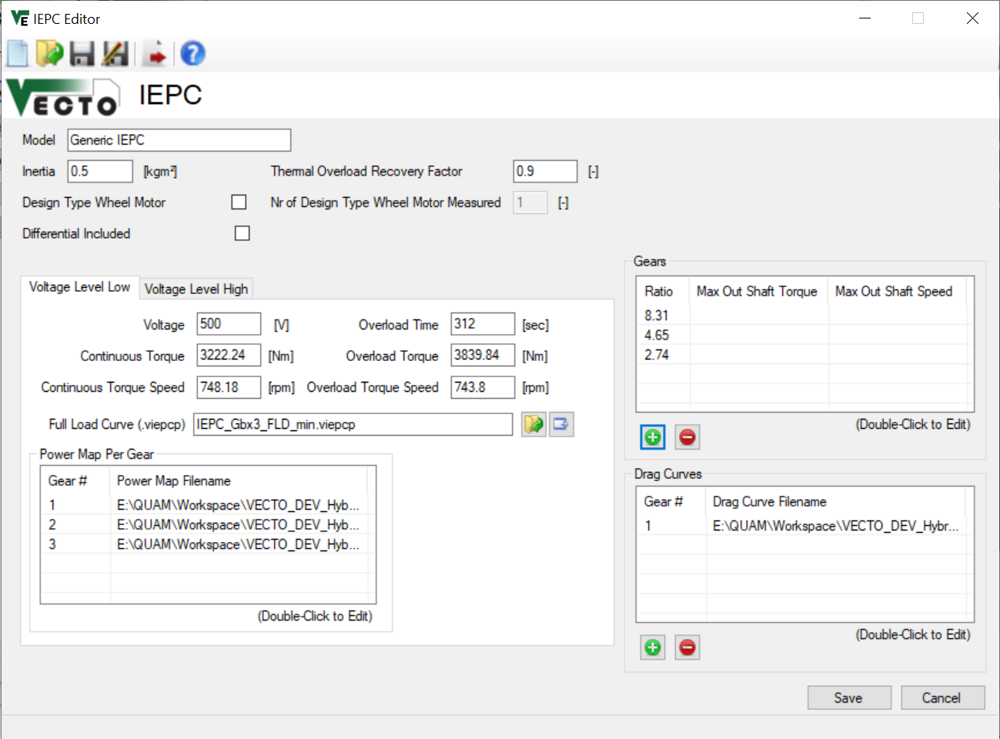 VE IEPC Editor
VECTO IEPC
Model Generic IEPC
Inertia 0.5 [kgm²] Thermal Overload Recovery Factor 0.9 [-]
Design Type Wheel Motor Nr of Design Type Wheel Motor Measured 1 [-]
Differential Included
Voltage Level Low Voltage Level High
Voltage 500 [V] Overload Time 312 [sec]
Continuous Torque 3222.24 [Nm] Overload Torque 3839.84 [Nm]
Continuous Torque Speed 748.18 [rpm] Overload Torque Speed 743.8 [rpm]
Full Load Curve (.viepcp) IEPC_Gbx3_FLD_min.viepcp
Power Map Per Gear
Gear # Power Map Filename
1 E:\QUAM\Workspace\VECTO_DEV_Hyb...
2 E:\QUAM\Workspace\VECTO_DEV_Hyb...
3 E:\QUAM\Workspace\VECTO_DEV_Hyb...
(Double-Click to Edit)
Gears
Ratio Max Out Shaft Torque Max Out Shaft Speed
8.31
4.65
2.74
(Double-Click to Edit)
Drag Curves
Gear # Drag Curve Filename
1 E:\QUAM\Workspace\VECTO_DEV_Hybr...
(Double-Click to Edit)
Save Cancel